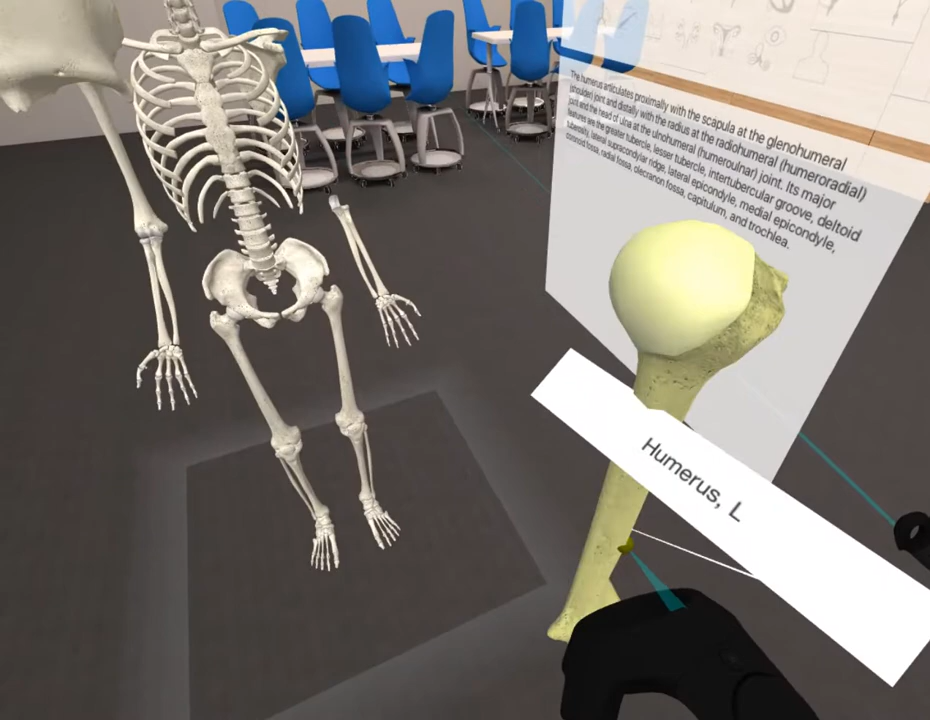 The humerus articulates proximally with the scapula at the glenohumeral
(shoulder) joint and distally with the radius at the radiohumeral (humeroradial)
joint and the head of ulna at the ulnohumeral (humeroulnar) joint. Its major
features are the greater tubercle, lesser tubercle, intertubercular groove, deltoid
tuberosity, lateral supracondylar ridge, lateral epicondyle, medial epicondyle,
coronoid fossa, radial fossa, olecranon fossa, capitulum, and trochlea.
Humerus, L